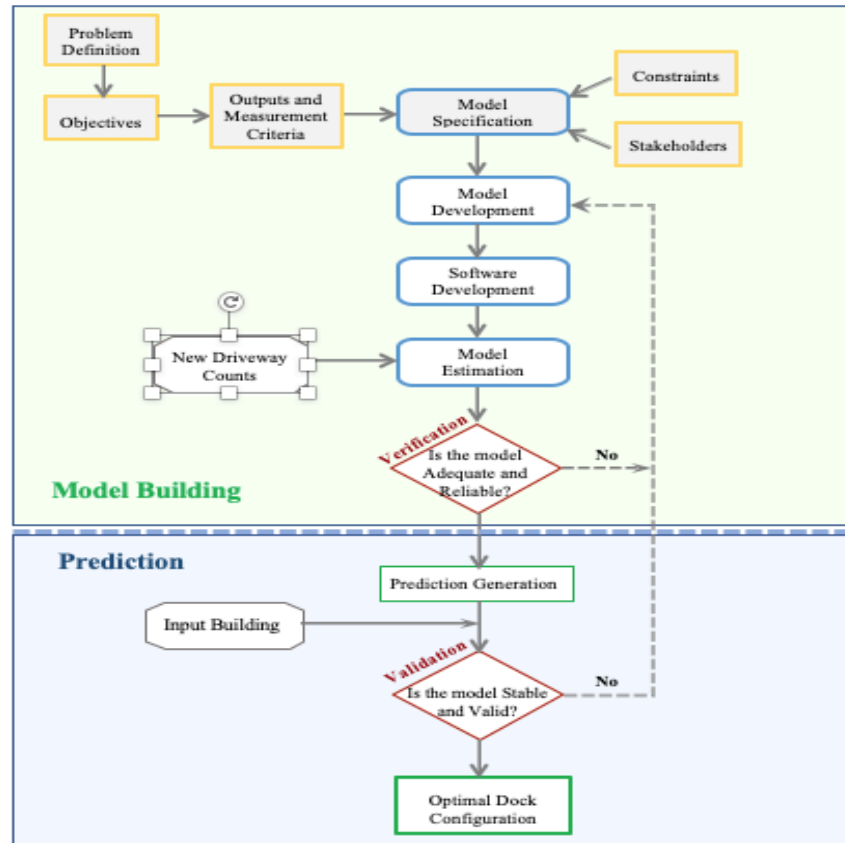 Problem
Definition
Objectives
Outputs and
Measurement
Criteria
Model
Specification
Constraints
Stakeholders
Model
Development
Software
Development
New Driveway
Counts
Model
Estimation
Verification
Is the model
Adequate and
Reliable?
No
Model Building
Prediction
Prediction Generation
Input Building
Validation
Is the model Stable
and Valid?
No
Optimal Dock
Configuration